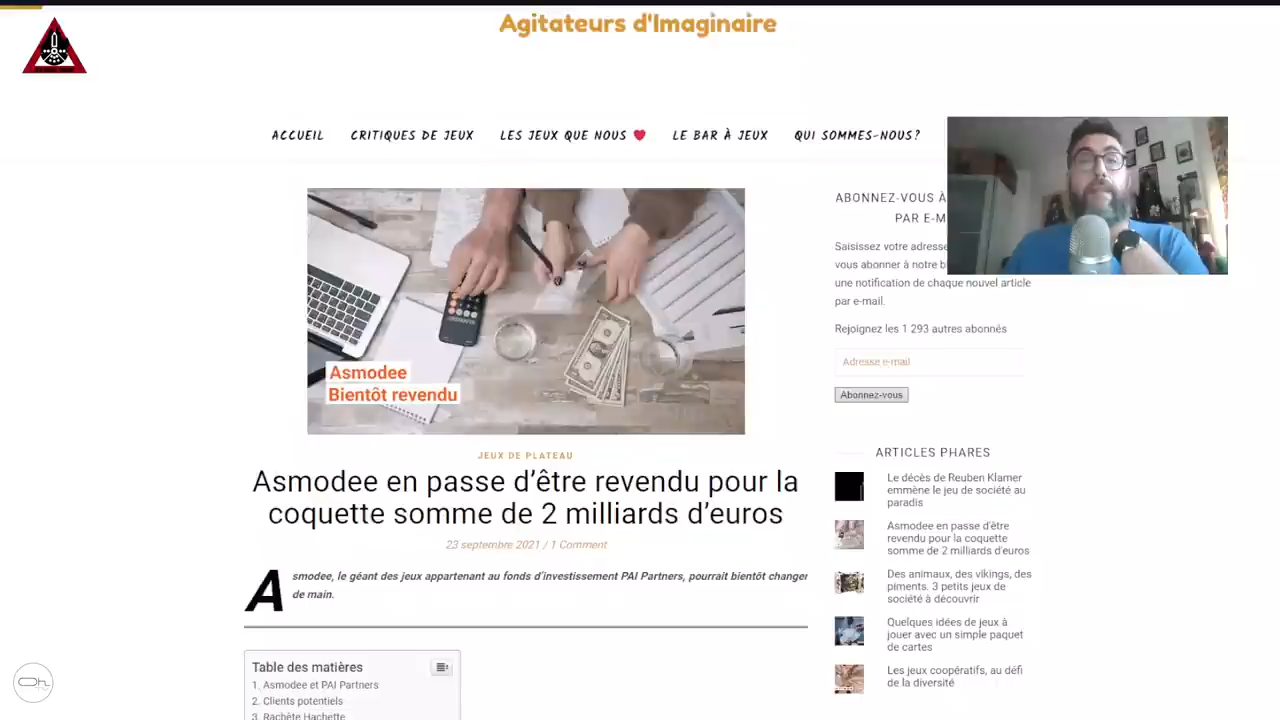 Agitateurs d'Imaginaire
ACCUEIL CRITIQUES DE JEUX LES JEUX QUE NOUS LE BAR À JEUX QUI SOMMES-NOUS?
Asmodee
Bientôt revendu
JEUX DE PLATEAU
Asmodee en passe d'être revendu pour la
coquette somme de 2 milliards d'euros
23 septembre 2021 / 1 Comment
Asmodee, le géant des jeux appartenant au fonds d'investissement PAI Partners, pourrait bientôt changer
de main.
Table des matières
1. Asmodee et PAI Partners
2. Clients potentiels
3. Rachète Hachette
ABONNEZ-VOUS À
PAR E-M
Saisissez votre adresse
vous abonner à notre
une notification de chaque nouvel article
par e-mail.
Rejoignez les 1 293 autres abonnés
Adresse e-mail
Abonnez-vous
ARTICLES PHARES
Le décès de Reuben Klamer
emmène le jeu de société au
paradis
Asmodee en passe d'être
revendu pour la coquette
somme de 2 milliards d'euros
Des animaux, des vikings, des
piments. 3 petits jeux de
société à découvrir
Quelques idées de jeux à
jouer avec un simple paquet
de cartes
Les jeux coopératifs, au défi
de la diversité